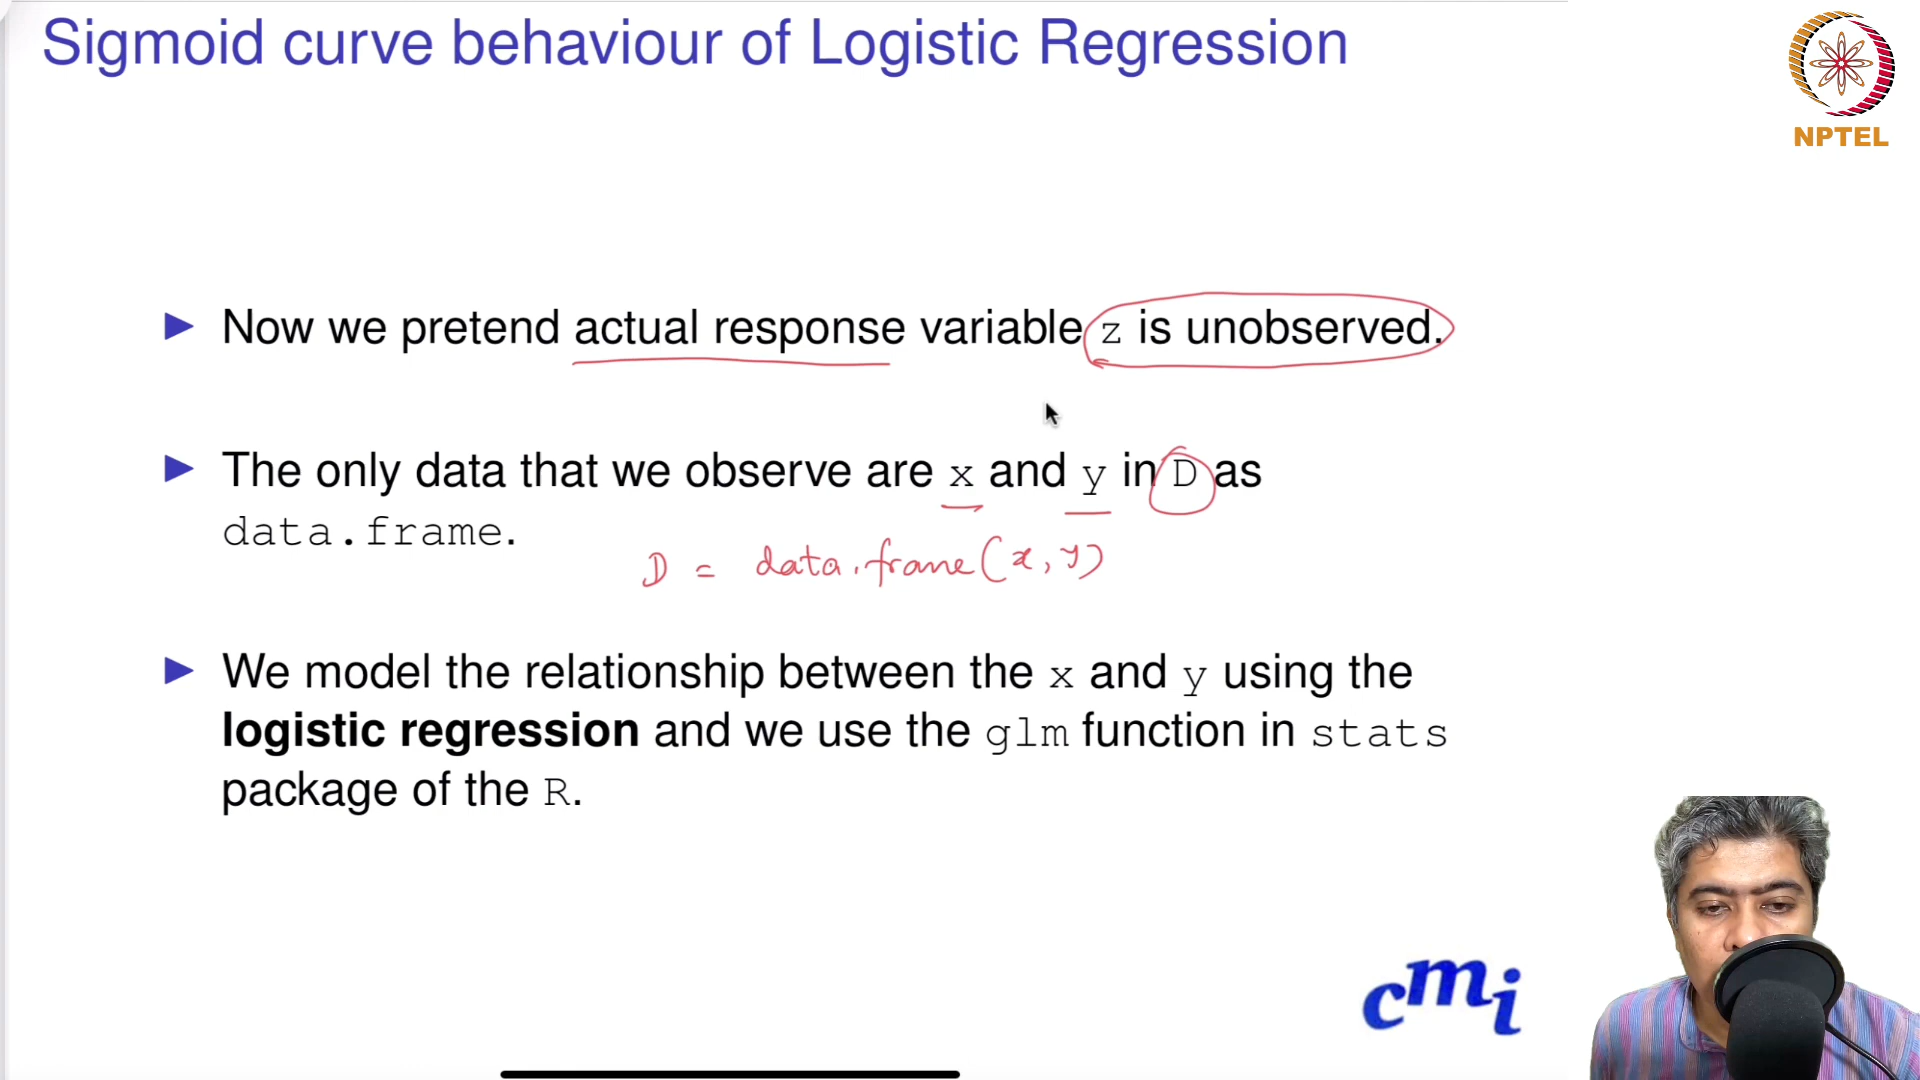 Sigmoid curve behaviour of Logistic Regression
NPTEL
Now we pretend actual response variable z is unobserved.
The only data that we observe are x and y in D as
data.frame.
D = data.frame(x, y)
We model the relationship between the x and y using the
logistic regression and we use the glm function in stats
package of the R.
cmi